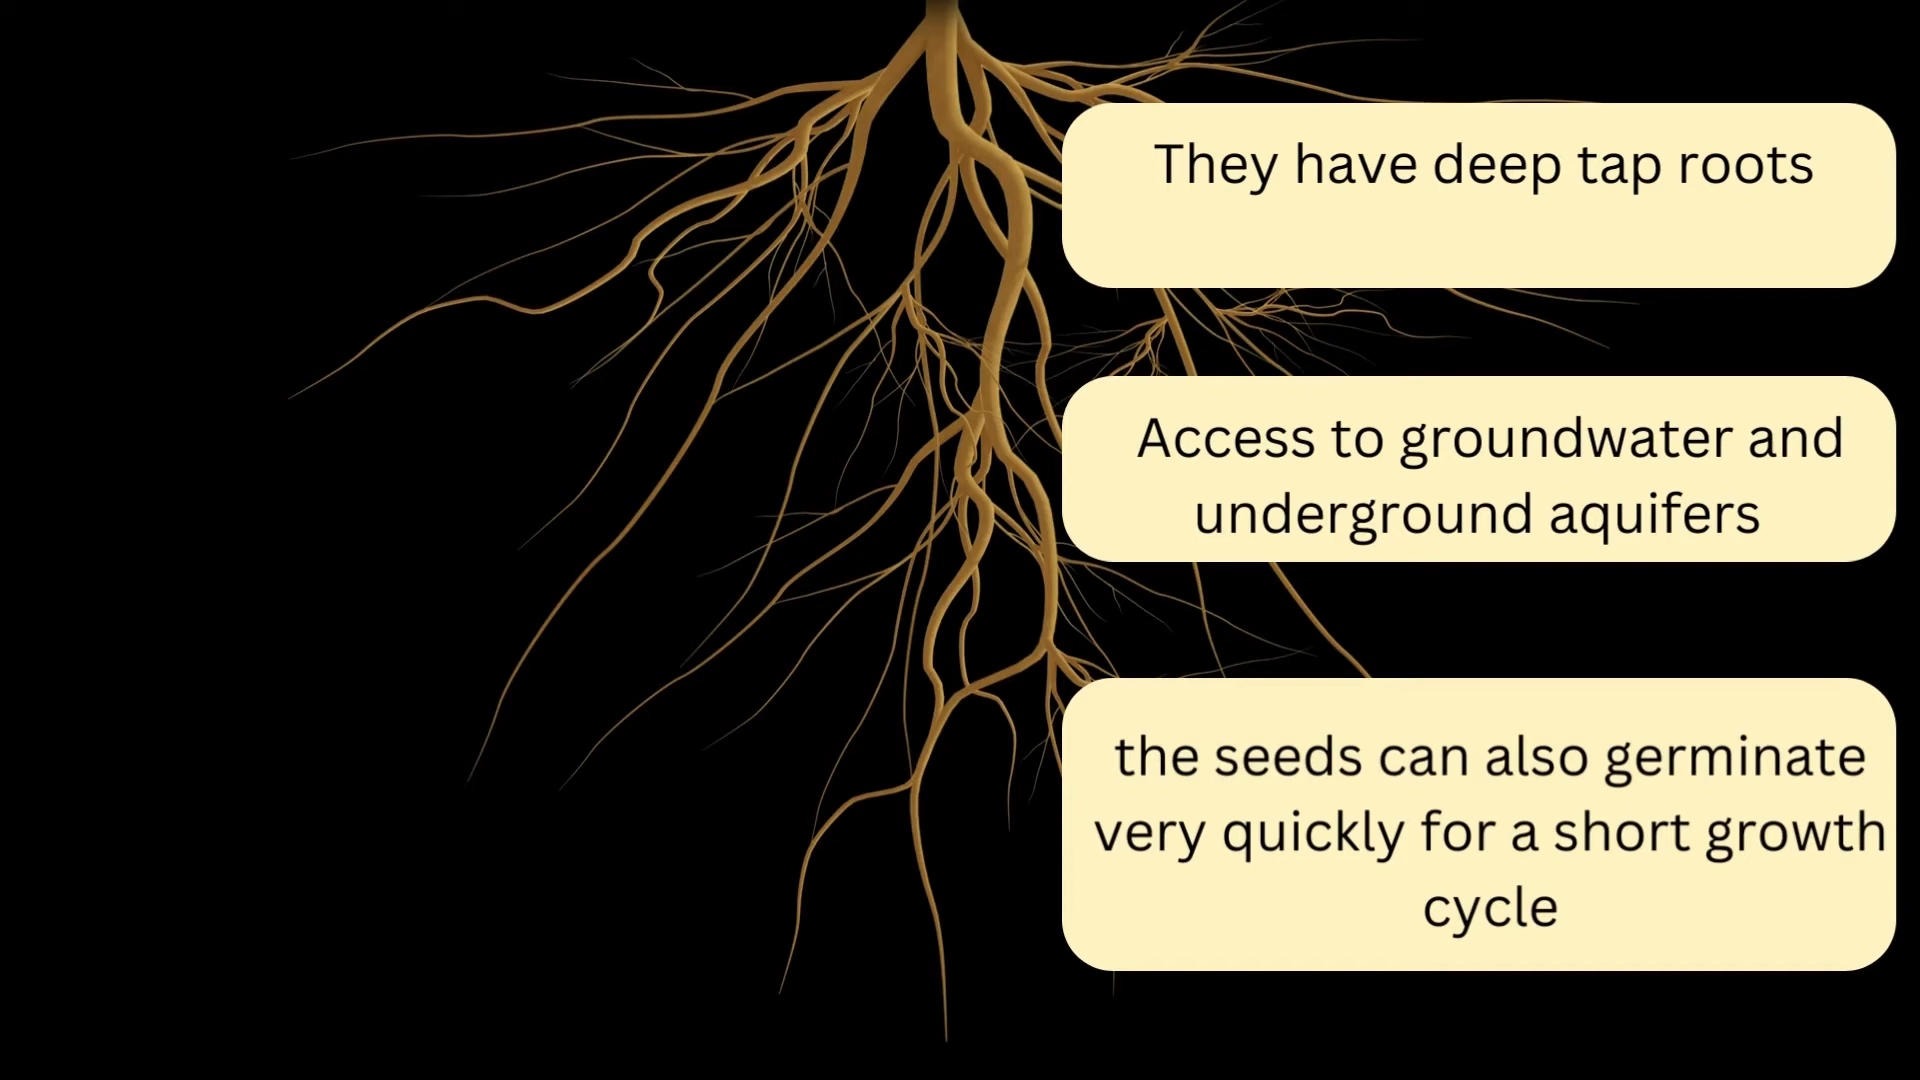 They have deep tap roots
Access to groundwater and
underground aquifers
the seeds can also germinate
very quickly for a short growth
cycle